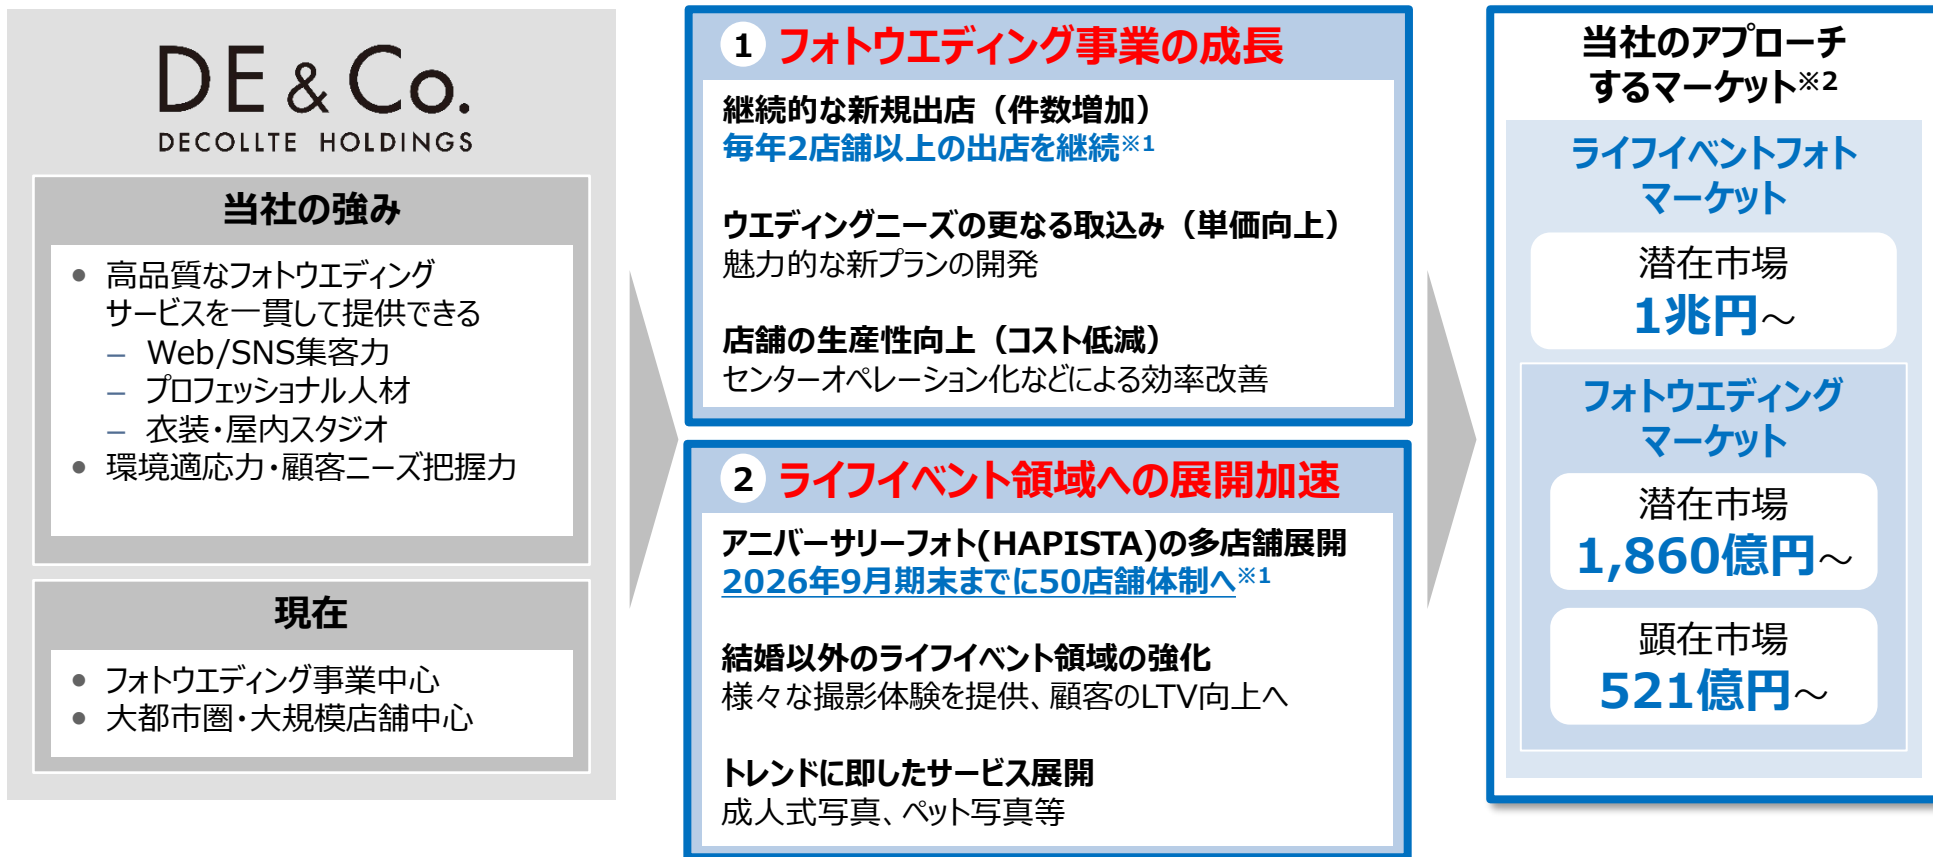 DE & Co.
DECOLLTE HOLDINGS
当社の強み
● 高品質なフォトウエディング
サービスを一貫して提供できる
– Web/SNS集客力
– プロフェッショナル人材
– 衣装・屋内スタジオ
● 環境適応力・顧客ニーズ把握力
現在
● フォトウエディング事業中心
● 大都市圏・大規模店舗中心
1 フォトウエディング事業の成長
継続的な新規出店（件数増加）
毎年2店舗以上の出店を継続※1
ウエディングニーズの更なる取込み（単価向上）
魅力的な新プランの開発
店舗の生産性向上（コスト低減）
センターオペレーション化などによる効率改善
2 ライフイベント領域への展開加速
アニバーサリーフォト(HAPISTA)の多店舗展開
2026年9月期末までに50店舗体制へ※1
結婚以外のライフイベント領域の強化
様々な撮影体験を提供、顧客のLTV向上へ
トレンドに即したサービス展開
成人式写真、ペット写真等
当社のアプローチ
するマーケット※2
ライフイベントフォト
マーケット
潜在市場
1兆円～
フォトウエディング
マーケット
潜在市場
1,860億円～
顕在市場
521億円～